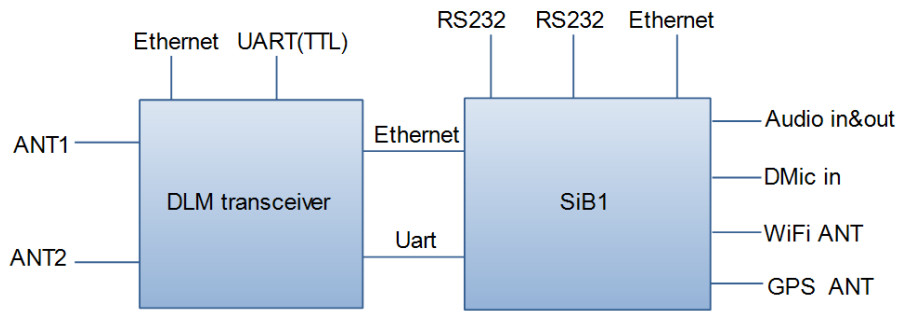 RS232 RS232 Ethernet
Ethernet UART(TTL)
Audio in&out
Ethernet
ANT1
DMic in
DLM transceiver
SiB1
WiFi ANT
Uart
ANT2
GPS ANT